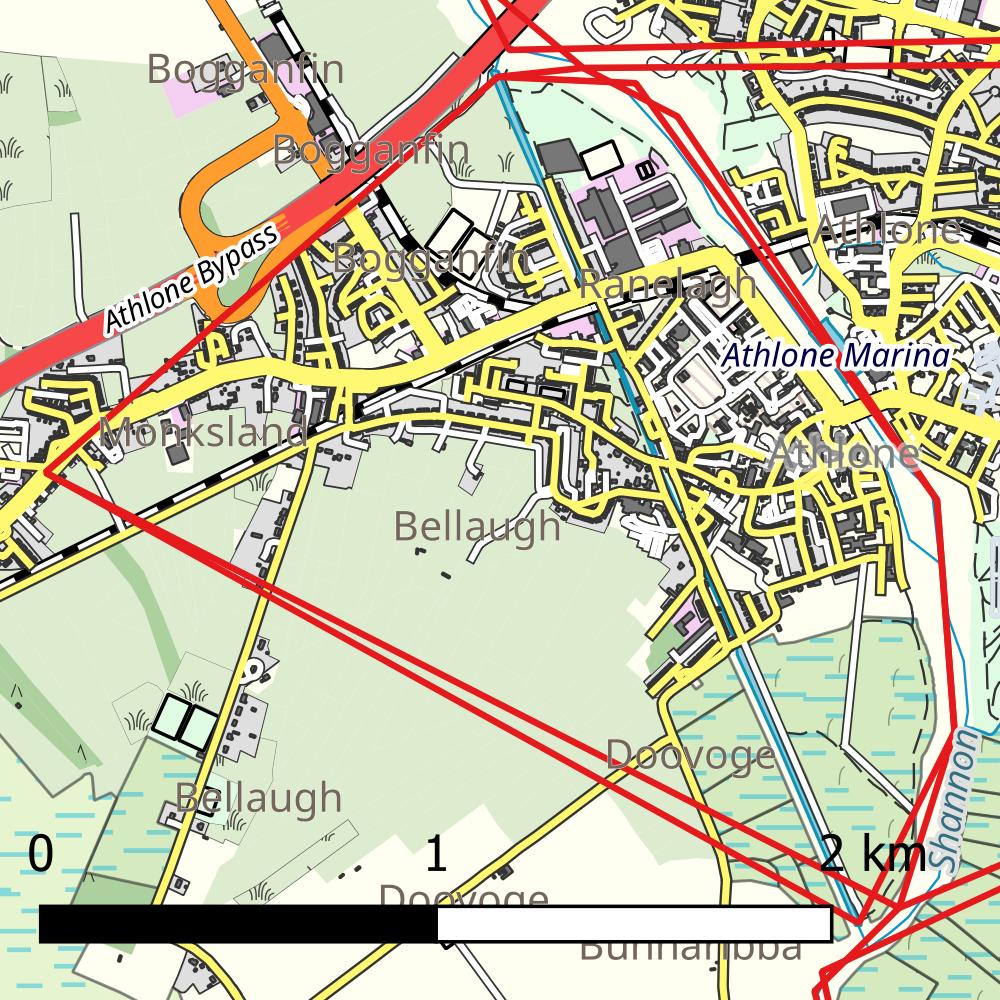 Bogganfin
Bogganfin
Athlone
Bogganfin
Athlone Bypass
Ranelagh
Athlone Marina
Monksland
Athlone
Bellaugh
Doovoge
Bellaugh
Shannon
0 1 2 km
Doovoge
Bunnaribba